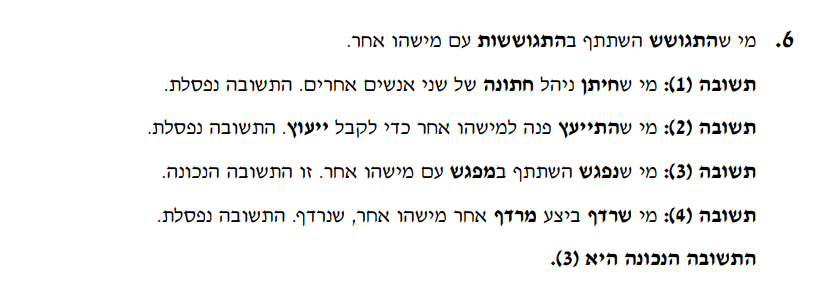 6. מי שהתגושש השתתף בהתגוששות עם מישהו אחר.
תשובה (1): מי שחיתן ניהל חתונה של שני אנשים אחרים. התשובה נפסלת.
תשובה (2): מי שהתייעץ פנה למישהו אחר כדי לקבל ייעוץ. התשובה נפסלת.
תשובה (3): מי שנפגש השתתף במפגש עם מישהו אחר. זו התשובה הנכונה.
תשובה (4): מי שרדף ביצע מרדף אחר מישהו אחר, שנרדף. התשובה נפסלת.
התשובה הנכונה היא (3).